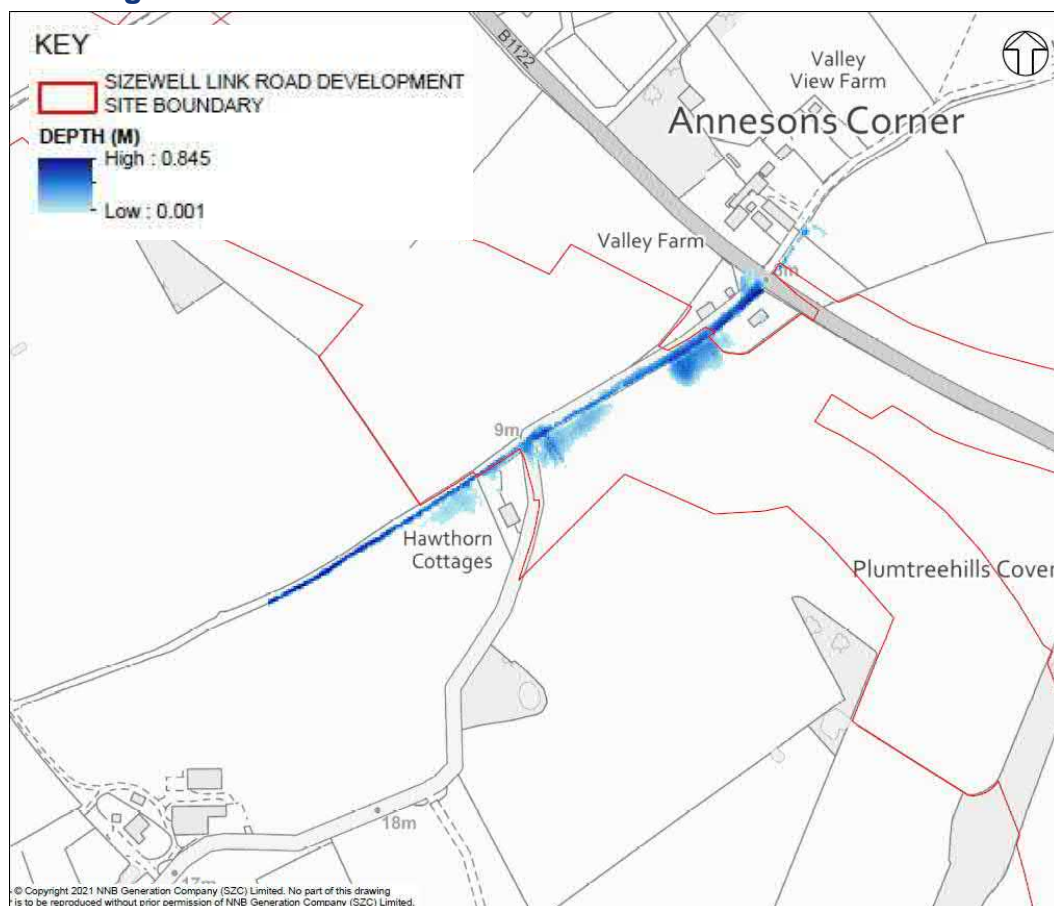 KEY
SIZEWELL LINK ROAD DEVELOPMENT
SITE BOUNDARY
DEPTH (M)
High : 0.845
Low : 0.001
B1122
Valley
View Farm
Annesons Corner
Valley Farm
9m
Hawthorn
Cottages
Plumtreehills Cover
18m
17m
© Copyright 2021 NNB Generation Company (SZC) Limited. No part of this drawing
is to be reproduced without prior permission of NNB Generation Company (SZC) Limited.